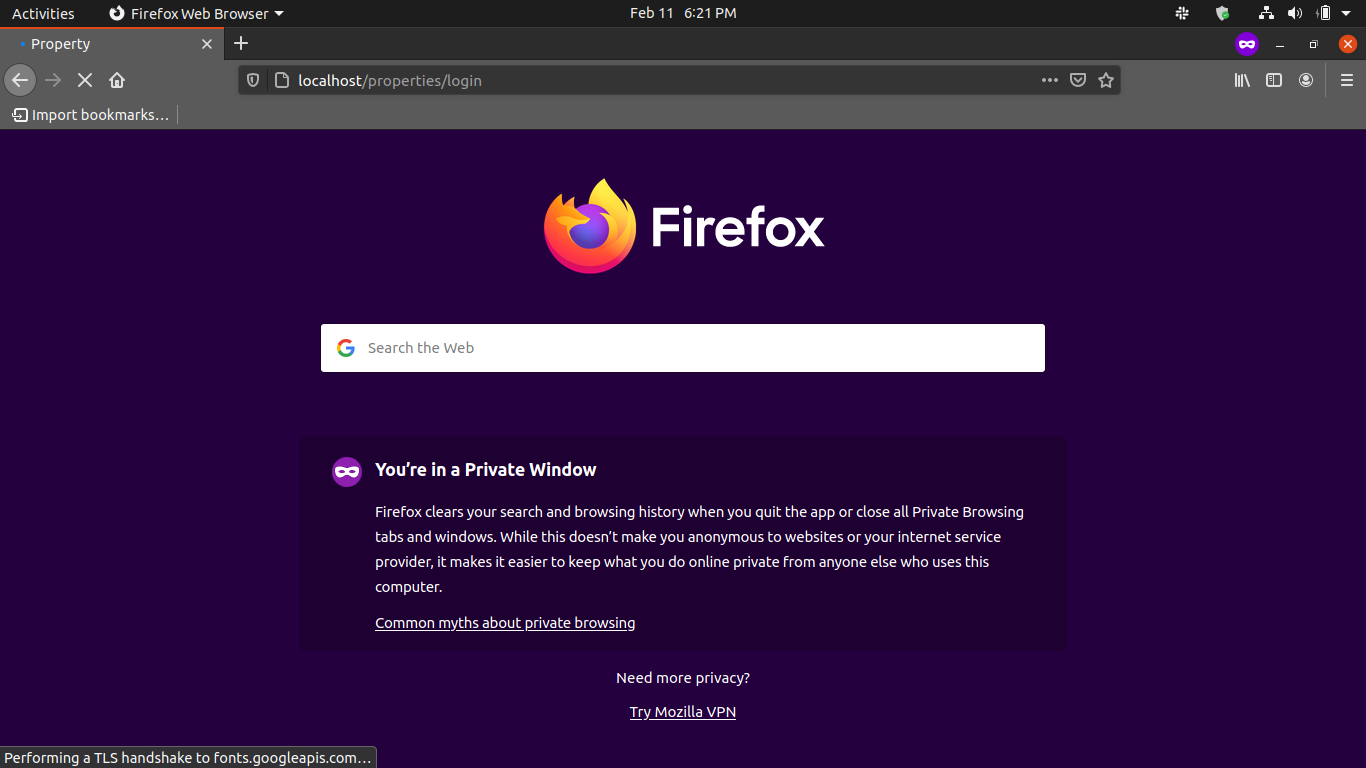 Activities Firefox Web Browser Feb 11 6:21 PM
Property
localhost/properties/login
Import bookmarks…
Firefox
Search the Web
You’re in a Private Window
Firefox clears your search and browsing history when you quit the app or close all Private Browsing
tabs and windows. While this doesn’t make you anonymous to websites or your internet service
provider, it makes it easier to keep what you do online private from anyone else who uses this
computer.
Common myths about private browsing
Need more privacy?
Try Mozilla VPN
Performing a TLS handshake to fonts.googleapis.com…